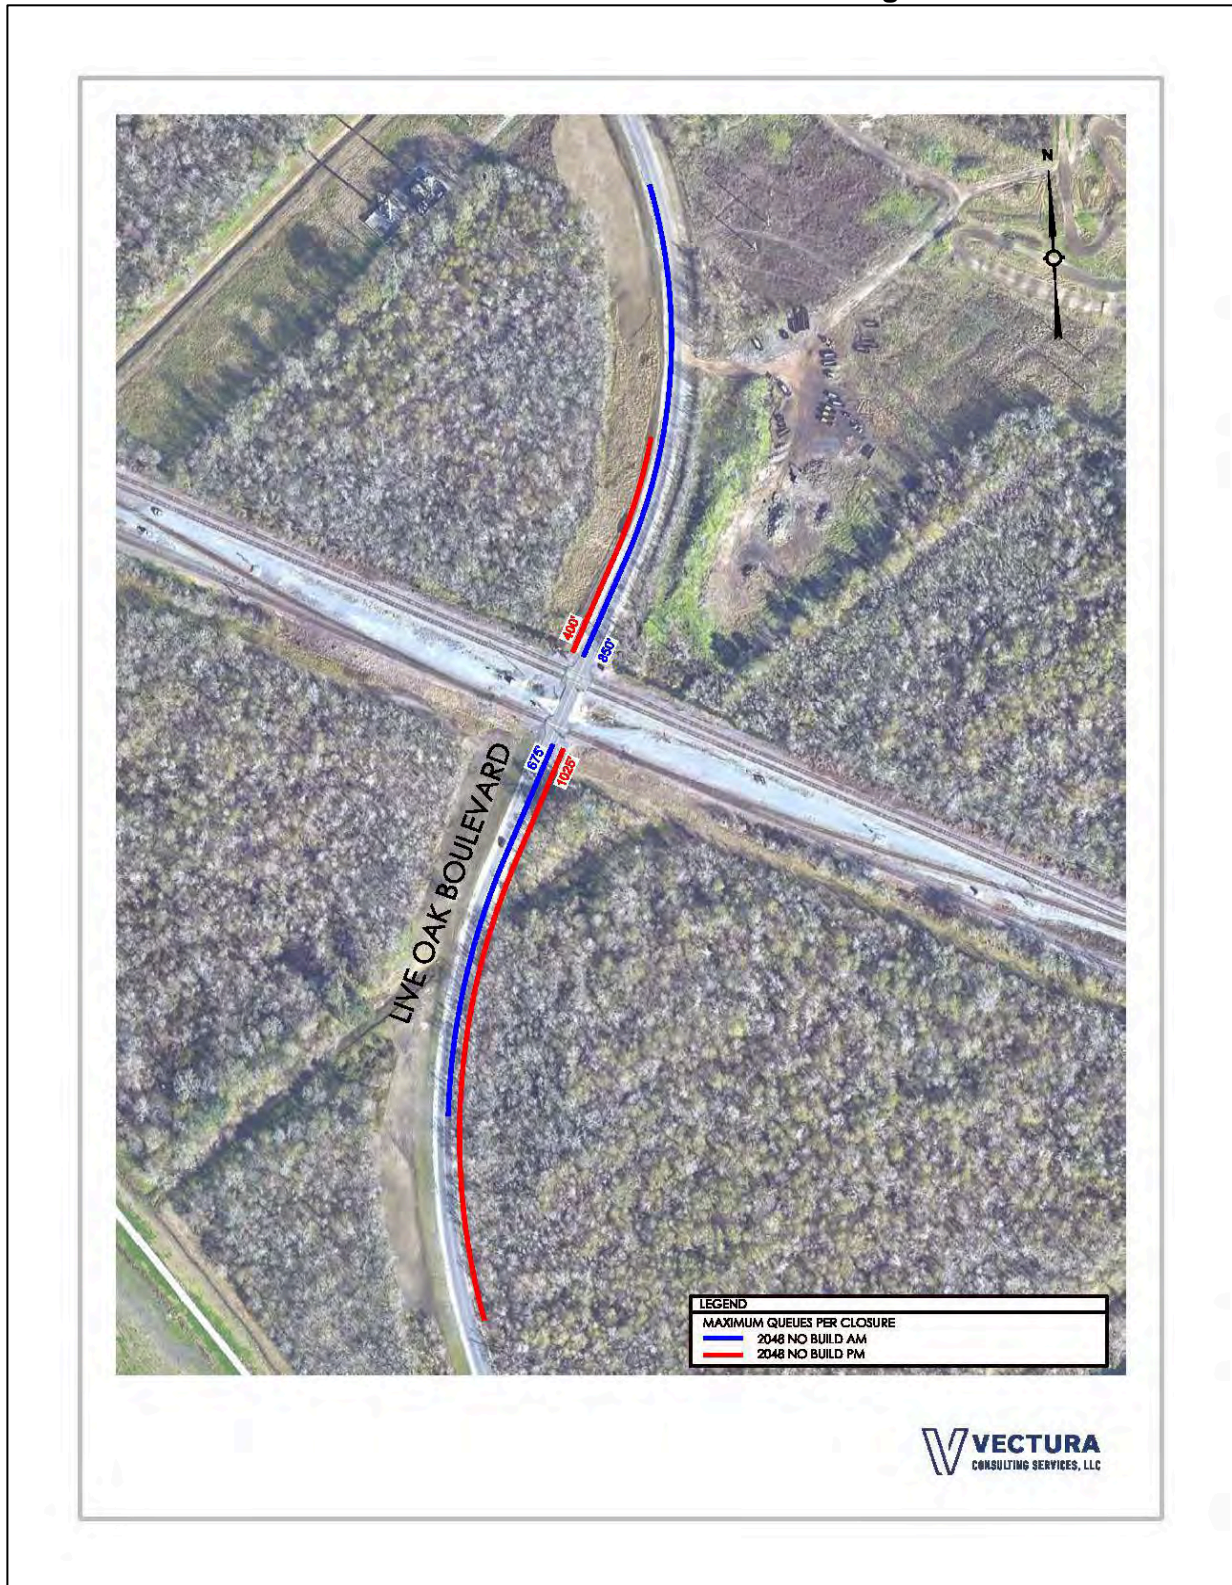 N
400'
850'
675'
1025'
LIVE OAK BOULEVARD
LEGEND
MAXIMUM QUEUES PER CLOSURE
2048 NO BUILD AM
2048 NO BUILD PM
VECTURA
CONSULTING SERVICES, LLC